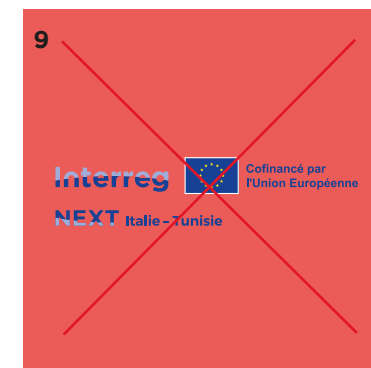 9
Interreg
Cofinancé par
l'Union Européenne
NEXT Italie – Tunisie